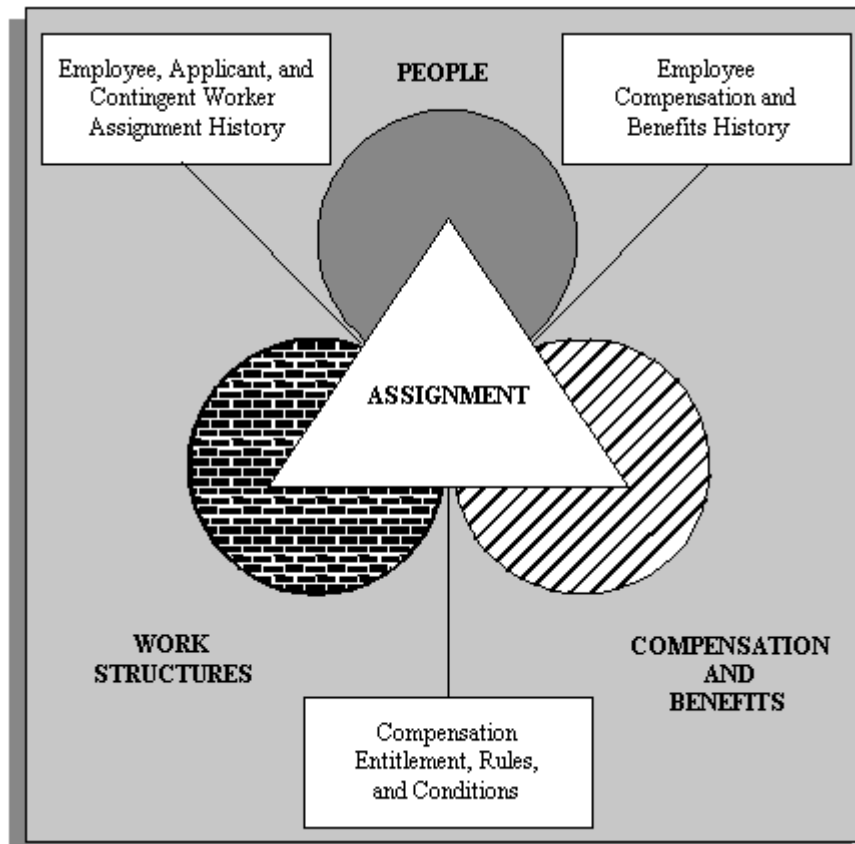 Employee, Applicant, and
Contingent Worker
Assignment History
PEOPLE
Employee
Compensation and
Benefits History
ASSIGNMENT
WORK
STRUCTURES
COMPENSATION
AND
BENEFITS
Compensation
Entitlement, Rules,
and Conditions